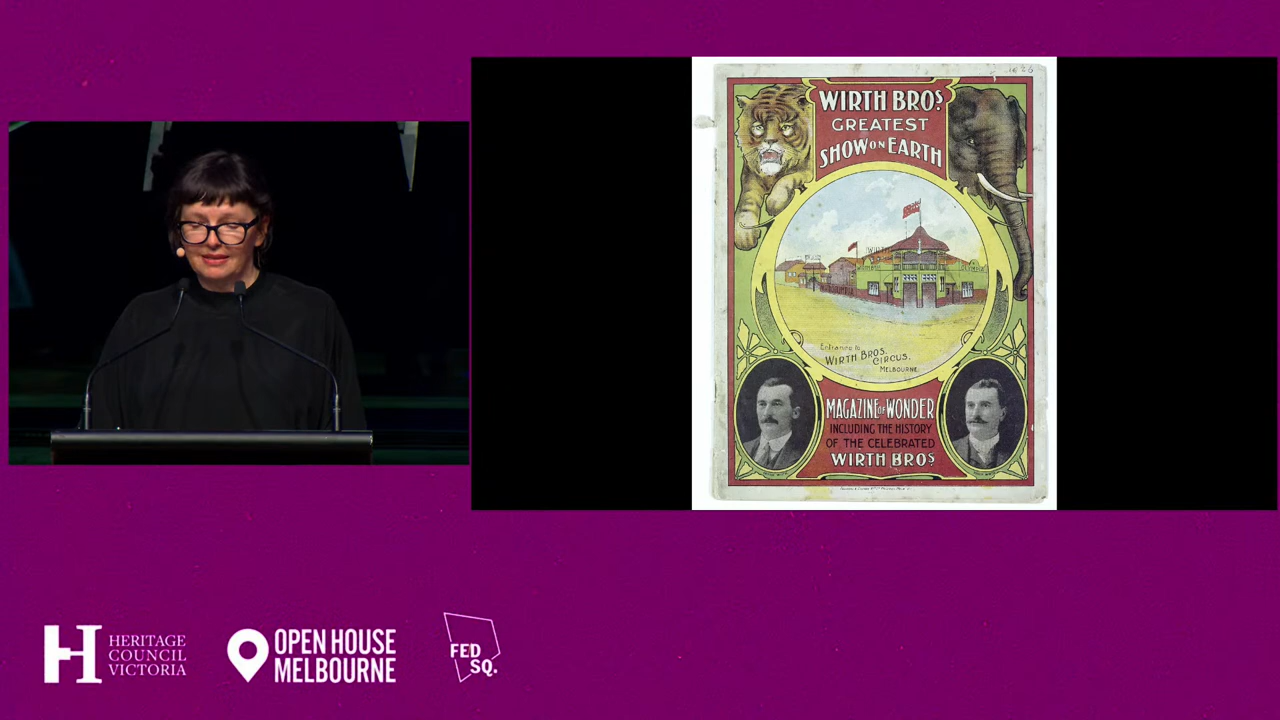 WIRTH BROS
GREATEST
SHOW ON EARTH
WIRTH
Entrance to
WIRTH BROS.
CIRCUS.
MELBOURNE.
MAGAZINE OF WONDER
INCLUDING THE HISTORY
OF THE CELEBRATED
WIRTH BROS
HERITAGE
COUNCIL
VICTORIA
OPEN HOUSE
MELBOURNE
FED
SQ.